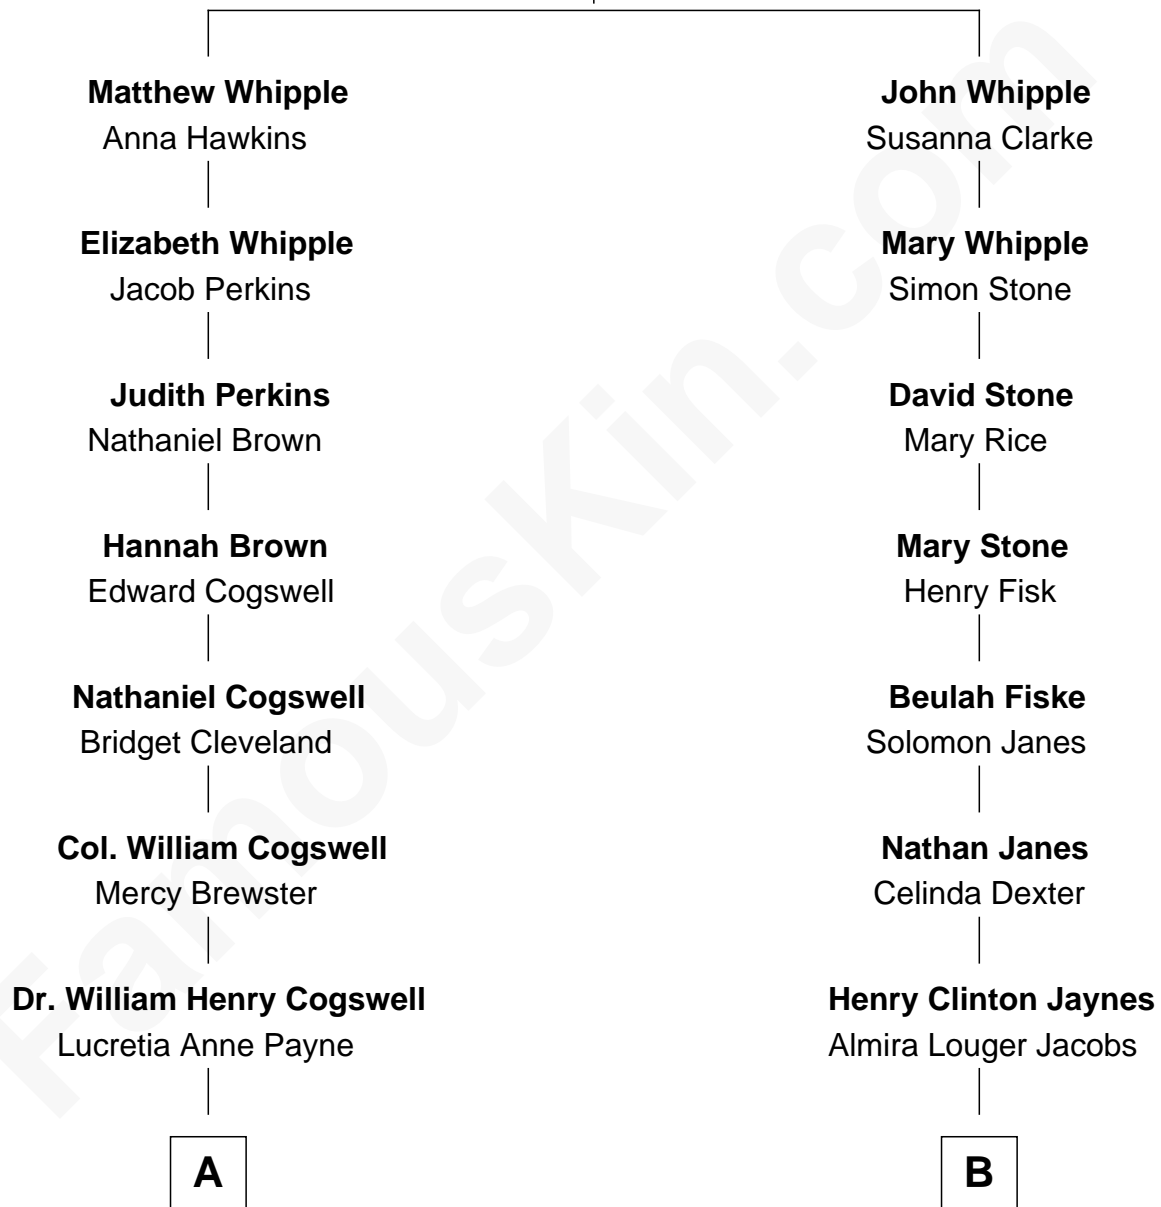 Matthew Whipple
Anna Hawkins
Elizabeth Whipple
Jacob Perkins
Judith Perkins
Nathaniel Brown
Hannah Brown
Edward Cogswell
Nathaniel Cogswell
Bridget Cleveland
Col. William Cogswell
Mercy Brewster
Dr. William Henry Cogswell
Lucretia Anne Payne
A
John Whipple
Susanna Clarke
Mary Whipple
Simon Stone
David Stone
Mary Rice
Mary Stone
Henry Fisk
Beulah Fiske
Solomon Janes
Nathan Janes
Celinda Dexter
Henry Clinton Jaynes
Almira Louger Jacobs
B
FamousKin.com